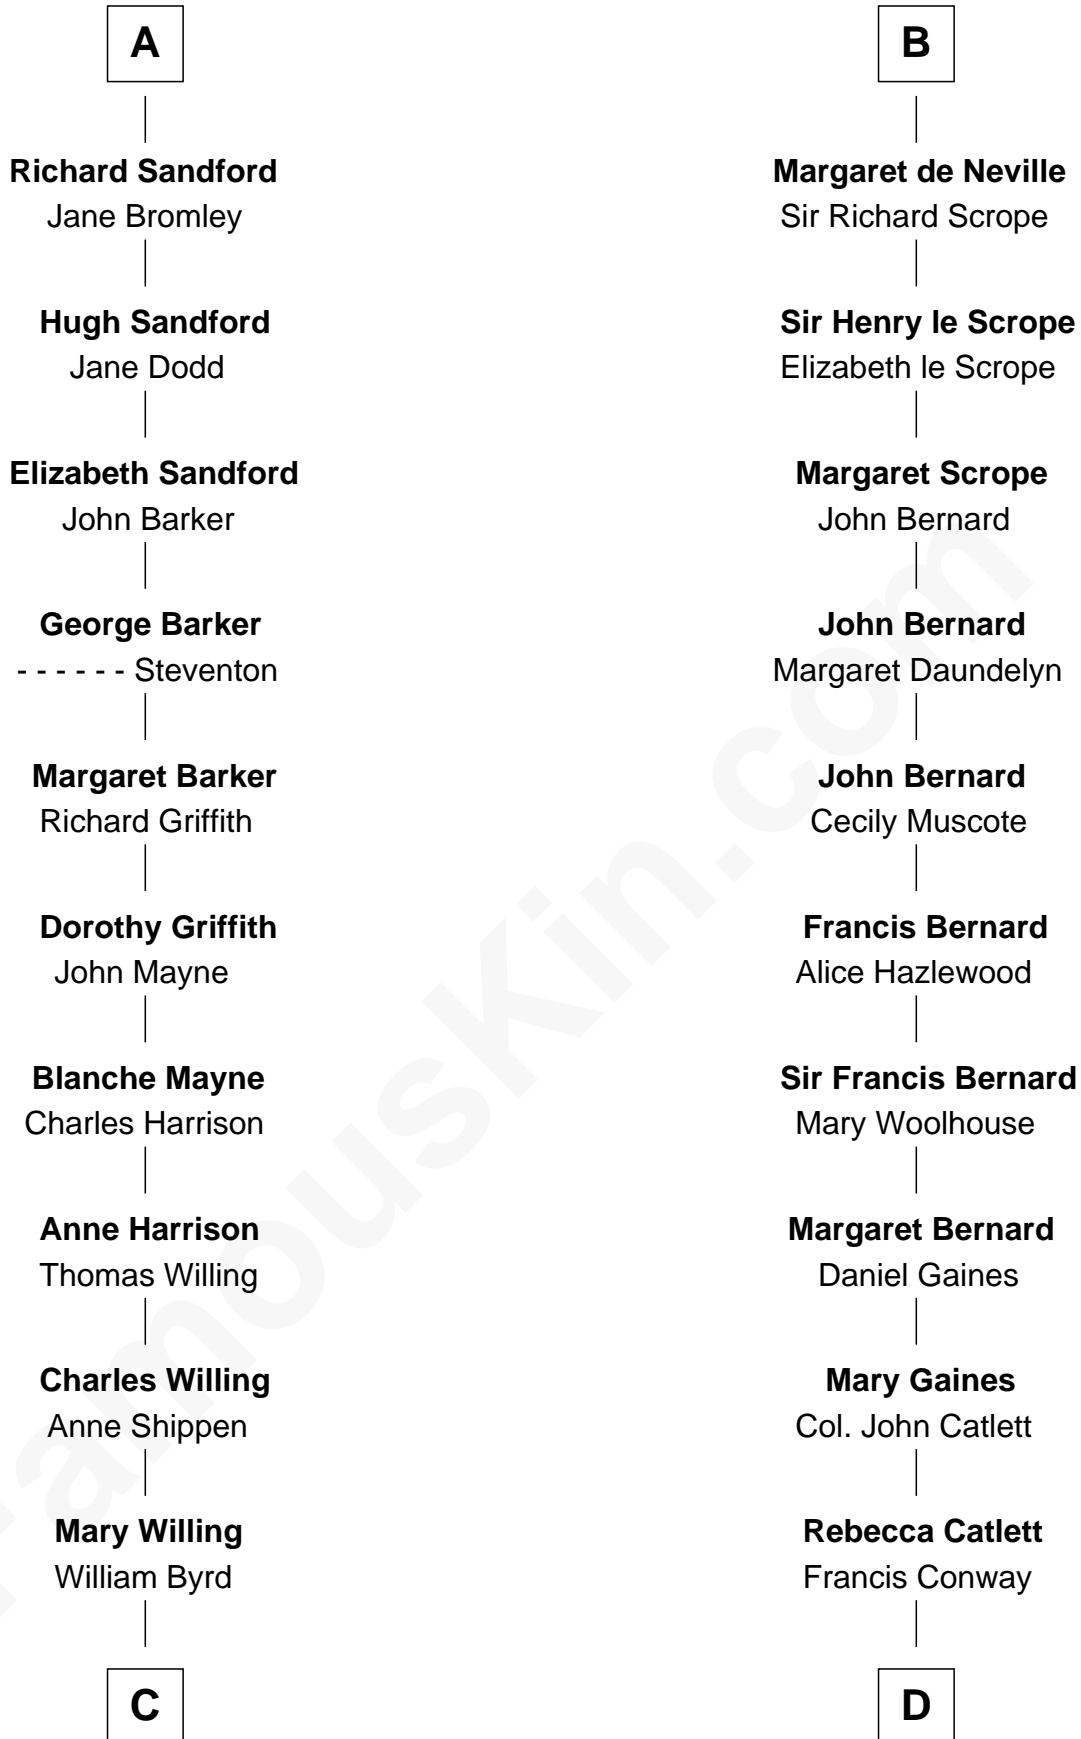 A
Richard Sandford
Jane Bromley
Hugh Sandford
Jane Dodd
Elizabeth Sandford
John Barker
George Barker
- - - - - - Steventon
Margaret Barker
Richard Griffith
Dorothy Griffith
John Mayne
Blanche Mayne
Charles Harrison
Anne Harrison
Thomas Willing
Charles Willing
Anne Shippen
Mary Willing
William Byrd
C
B
Margaret de Neville
Sir Richard Scrope
Sir Henry le Scrope
Elizabeth le Scrope
Margaret Scrope
John Bernard
John Bernard
Margaret Daundelyn
John Bernard
Cecily Muscote
Francis Bernard
Alice Hazlewood
Sir Francis Bernard
Mary Woolhouse
Margaret Bernard
Daniel Gaines
Mary Gaines
Col. John Catlett
Rebecca Catlett
Francis Conway
D
FamousKin.com